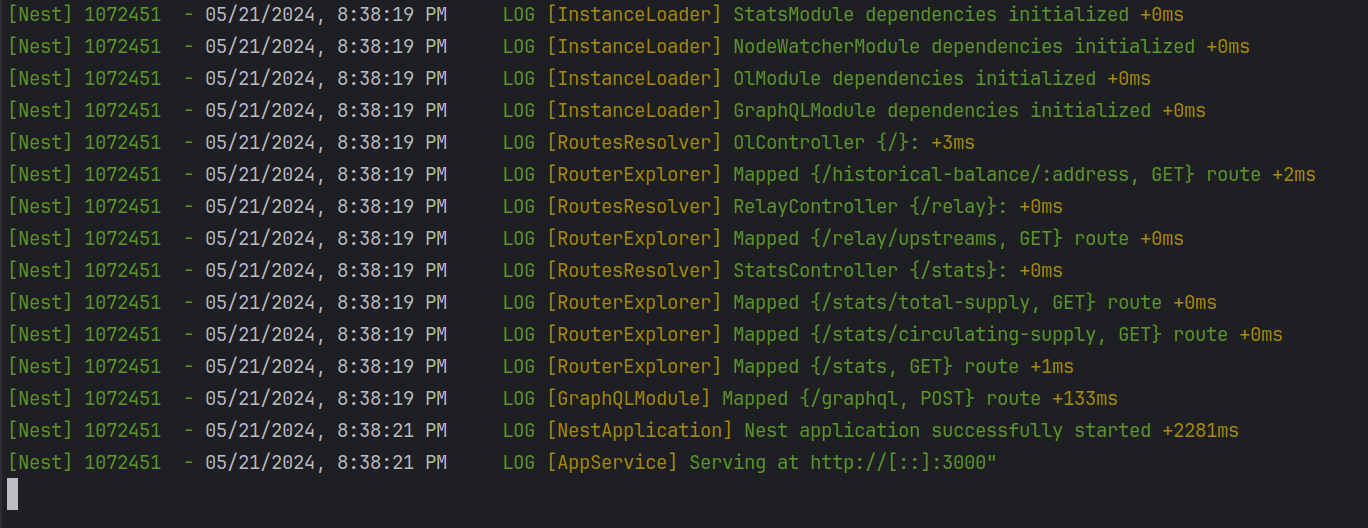 [Nest] 1072451  - 05/21/2024, 8:38:19 PM     LOG [InstanceLoader] StatsModule dependencies initialized +0ms
[Nest] 1072451  - 05/21/2024, 8:38:19 PM     LOG [InstanceLoader] NodeWatcherModule dependencies initialized +0ms
[Nest] 1072451  - 05/21/2024, 8:38:19 PM     LOG [InstanceLoader] OlModule dependencies initialized +0ms
[Nest] 1072451  - 05/21/2024, 8:38:19 PM     LOG [InstanceLoader] GraphQLModule dependencies initialized +0ms
[Nest] 1072451  - 05/21/2024, 8:38:19 PM     LOG [RoutesResolver] OlController {/}: +3ms
[Nest] 1072451  - 05/21/2024, 8:38:19 PM     LOG [RouterExplorer] Mapped {/historical-balance/:address, GET} route +2ms
[Nest] 1072451  - 05/21/2024, 8:38:19 PM     LOG [RoutesResolver] RelayController {/relay}: +0ms
[Nest] 1072451  - 05/21/2024, 8:38:19 PM     LOG [RouterExplorer] Mapped {/relay/upstreams, GET} route +0ms
[Nest] 1072451  - 05/21/2024, 8:38:19 PM     LOG [RoutesResolver] StatsController {/stats}: +0ms
[Nest] 1072451  - 05/21/2024, 8:38:19 PM     LOG [RouterExplorer] Mapped {/stats/total-supply, GET} route +0ms
[Nest] 1072451  - 05/21/2024, 8:38:19 PM     LOG [RouterExplorer] Mapped {/stats/circulating-supply, GET} route +0ms
[Nest] 1072451  - 05/21/2024, 8:38:19 PM     LOG [RouterExplorer] Mapped {/stats, GET} route +1ms
[Nest] 1072451  - 05/21/2024, 8:38:19 PM     LOG [GraphQLModule] Mapped {/graphql, POST} route +133ms
[Nest] 1072451  - 05/21/2024, 8:38:21 PM     LOG [NestApplication] Nest application successfully started +2281ms
[Nest] 1072451  - 05/21/2024, 8:38:21 PM     LOG [AppService] Serving at http://[::]:3000"